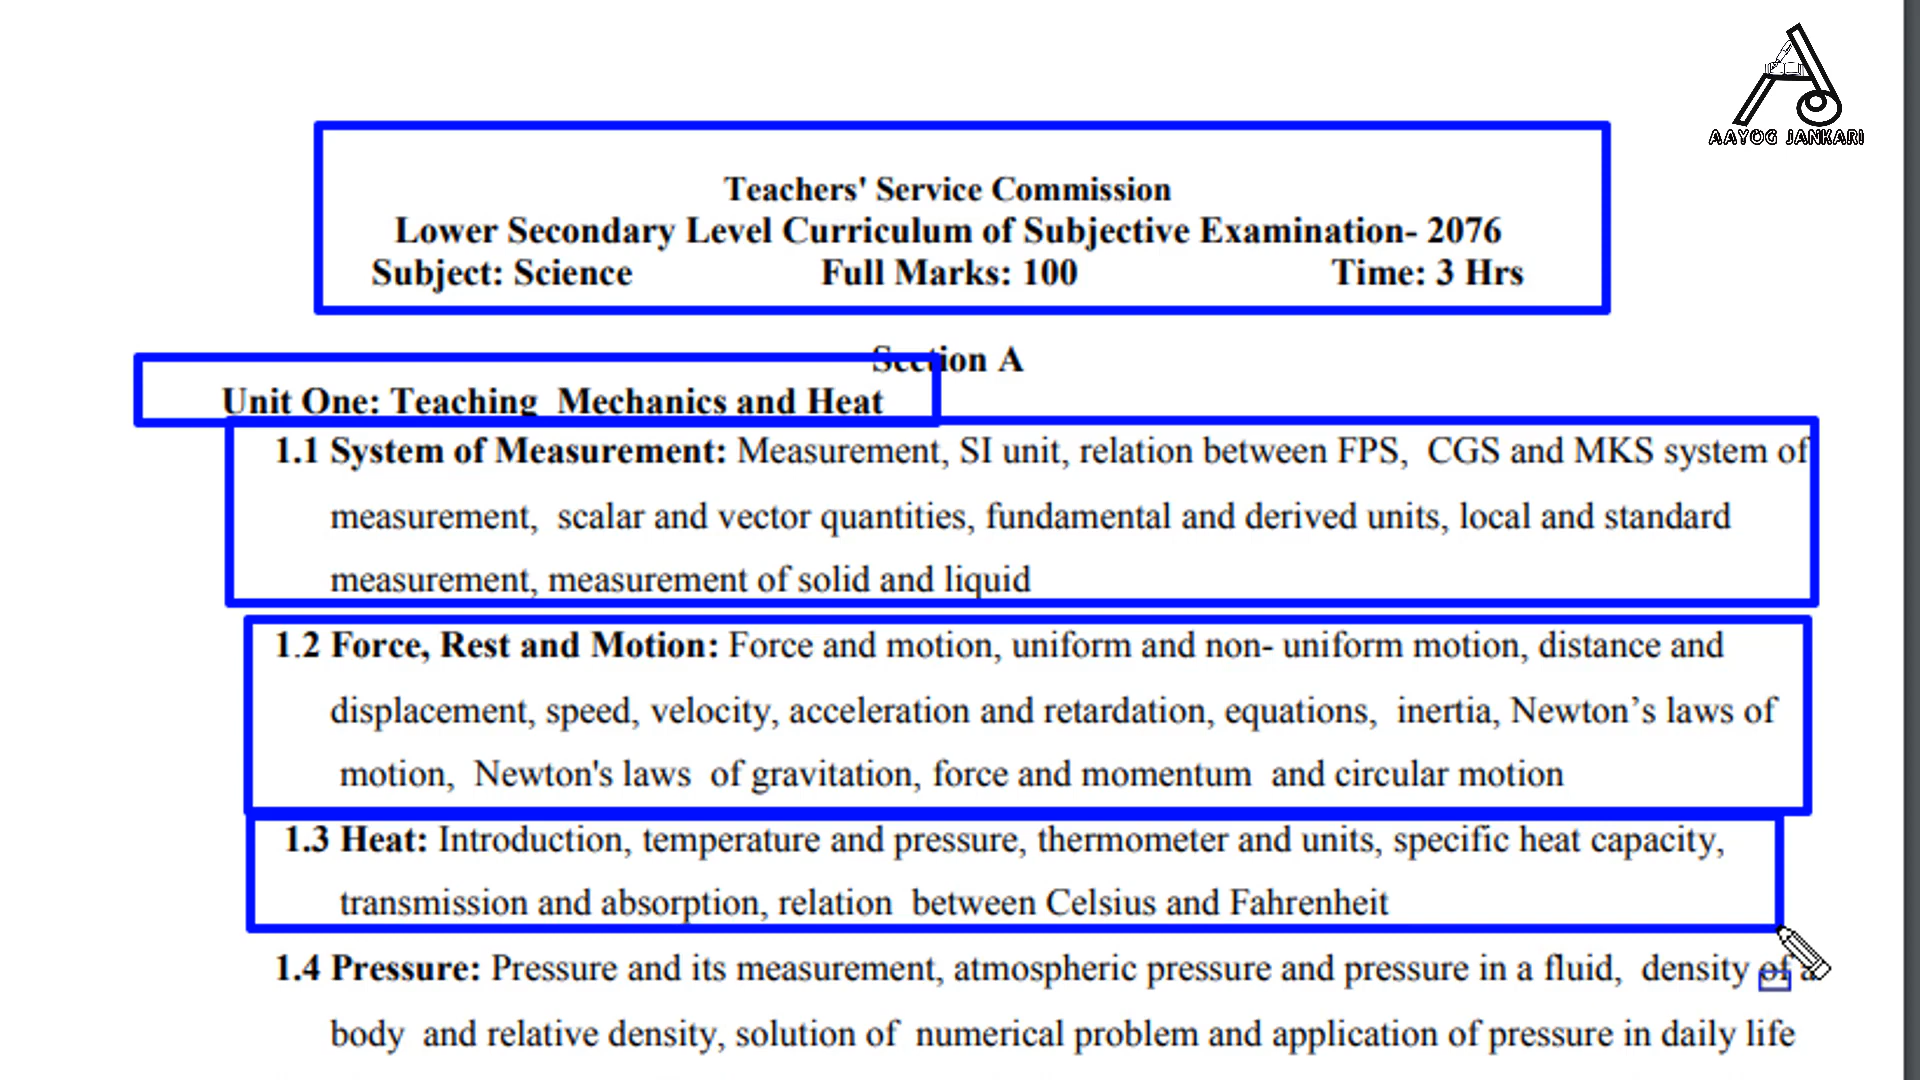 AAYOG JANKARI
Teachers' Service Commission
Lower Secondary Level Curriculum of Subjective Examination- 2076
Subject: Science Full Marks: 100 Time: 3 Hrs
Section A
Unit One: Teaching Mechanics and Heat
1.1 System of Measurement: Measurement, SI unit, relation between FPS, CGS and MKS system of
measurement, scalar and vector quantities, fundamental and derived units, local and standard
measurement, measurement of solid and liquid
1.2 Force, Rest and Motion: Force and motion, uniform and non- uniform motion, distance and
displacement, speed, velocity, acceleration and retardation, equations, inertia, Newton’s laws of
motion, Newton's laws of gravitation, force and momentum and circular motion
1.3 Heat: Introduction, temperature and pressure, thermometer and units, specific heat capacity,
transmission and absorption, relation between Celsius and Fahrenheit
1.4 Pressure: Pressure and its measurement, atmospheric pressure and pressure in a fluid, density of a
body and relative density, solution of numerical problem and application of pressure in daily life